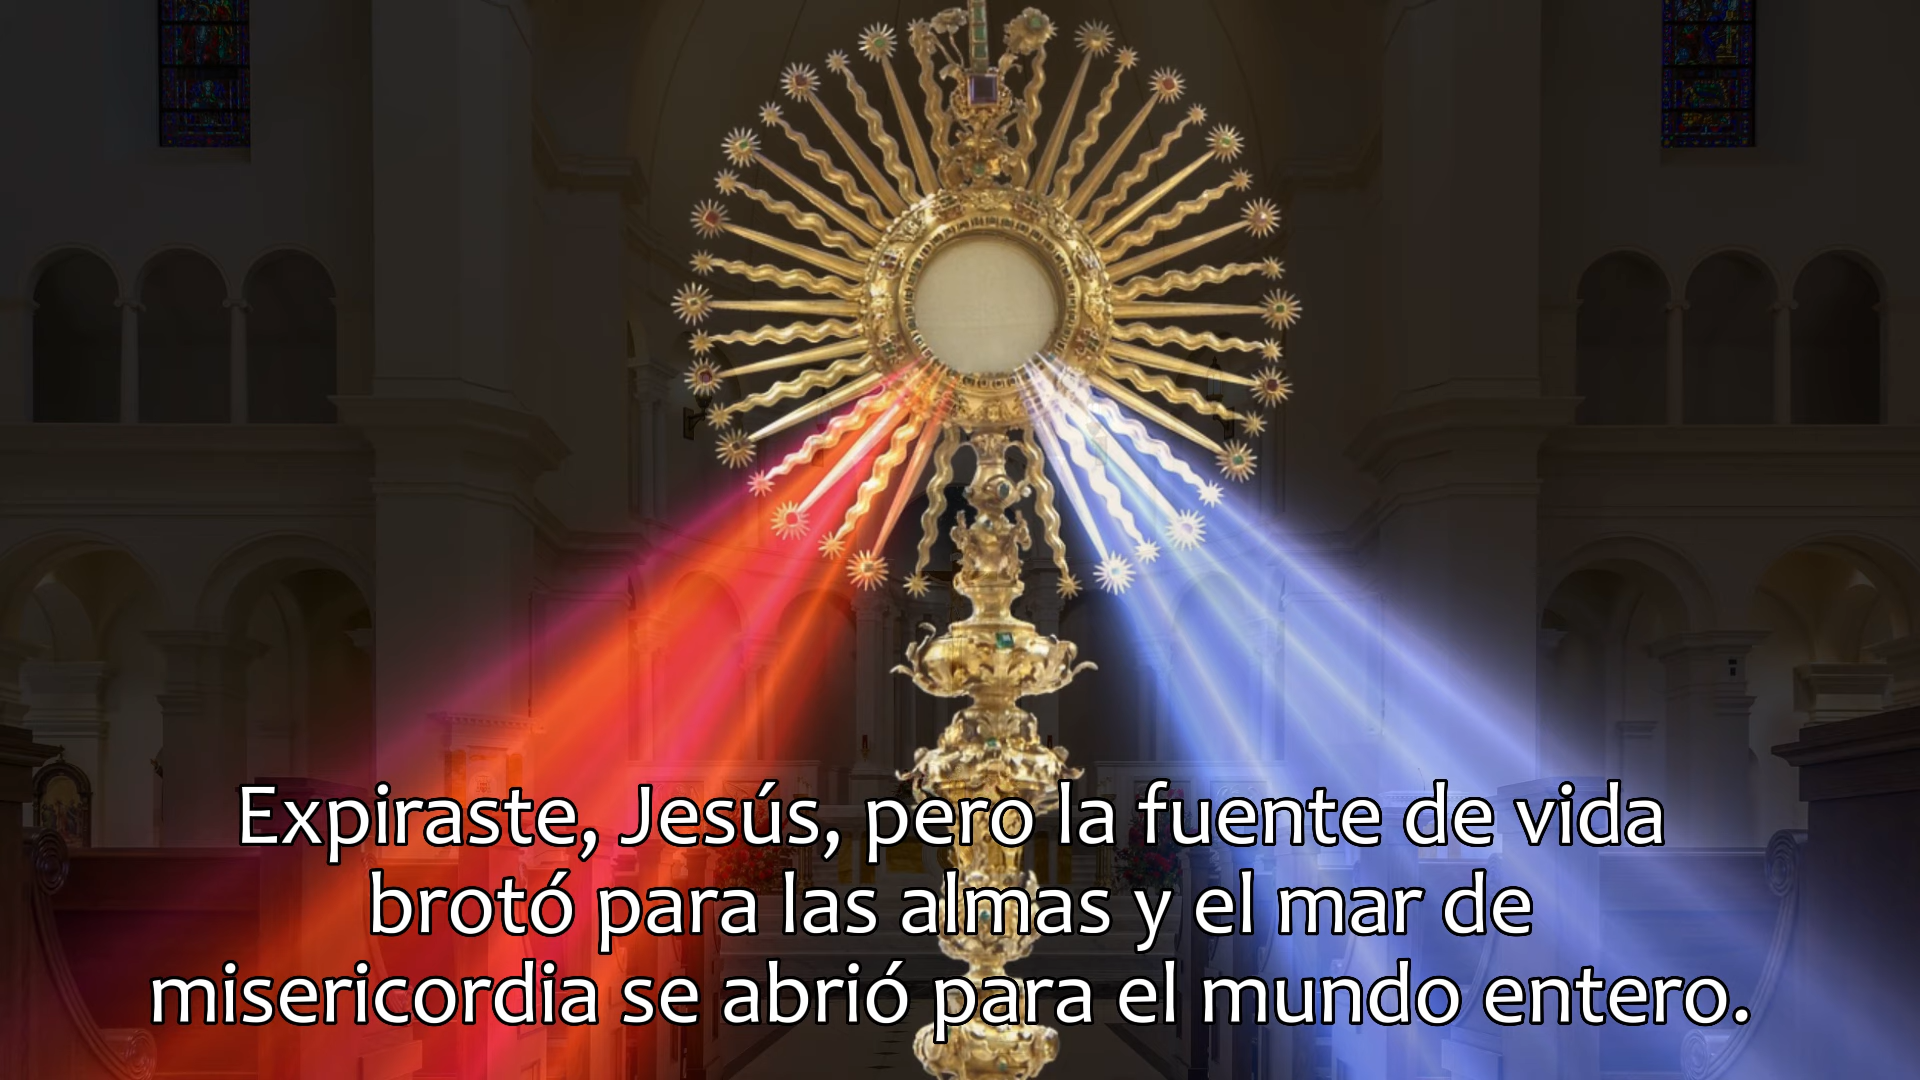 Expiraste, Jesús, pero la fuente de vida
brotó para las almas y el mar de
misericordia se abrió para el mundo entero.